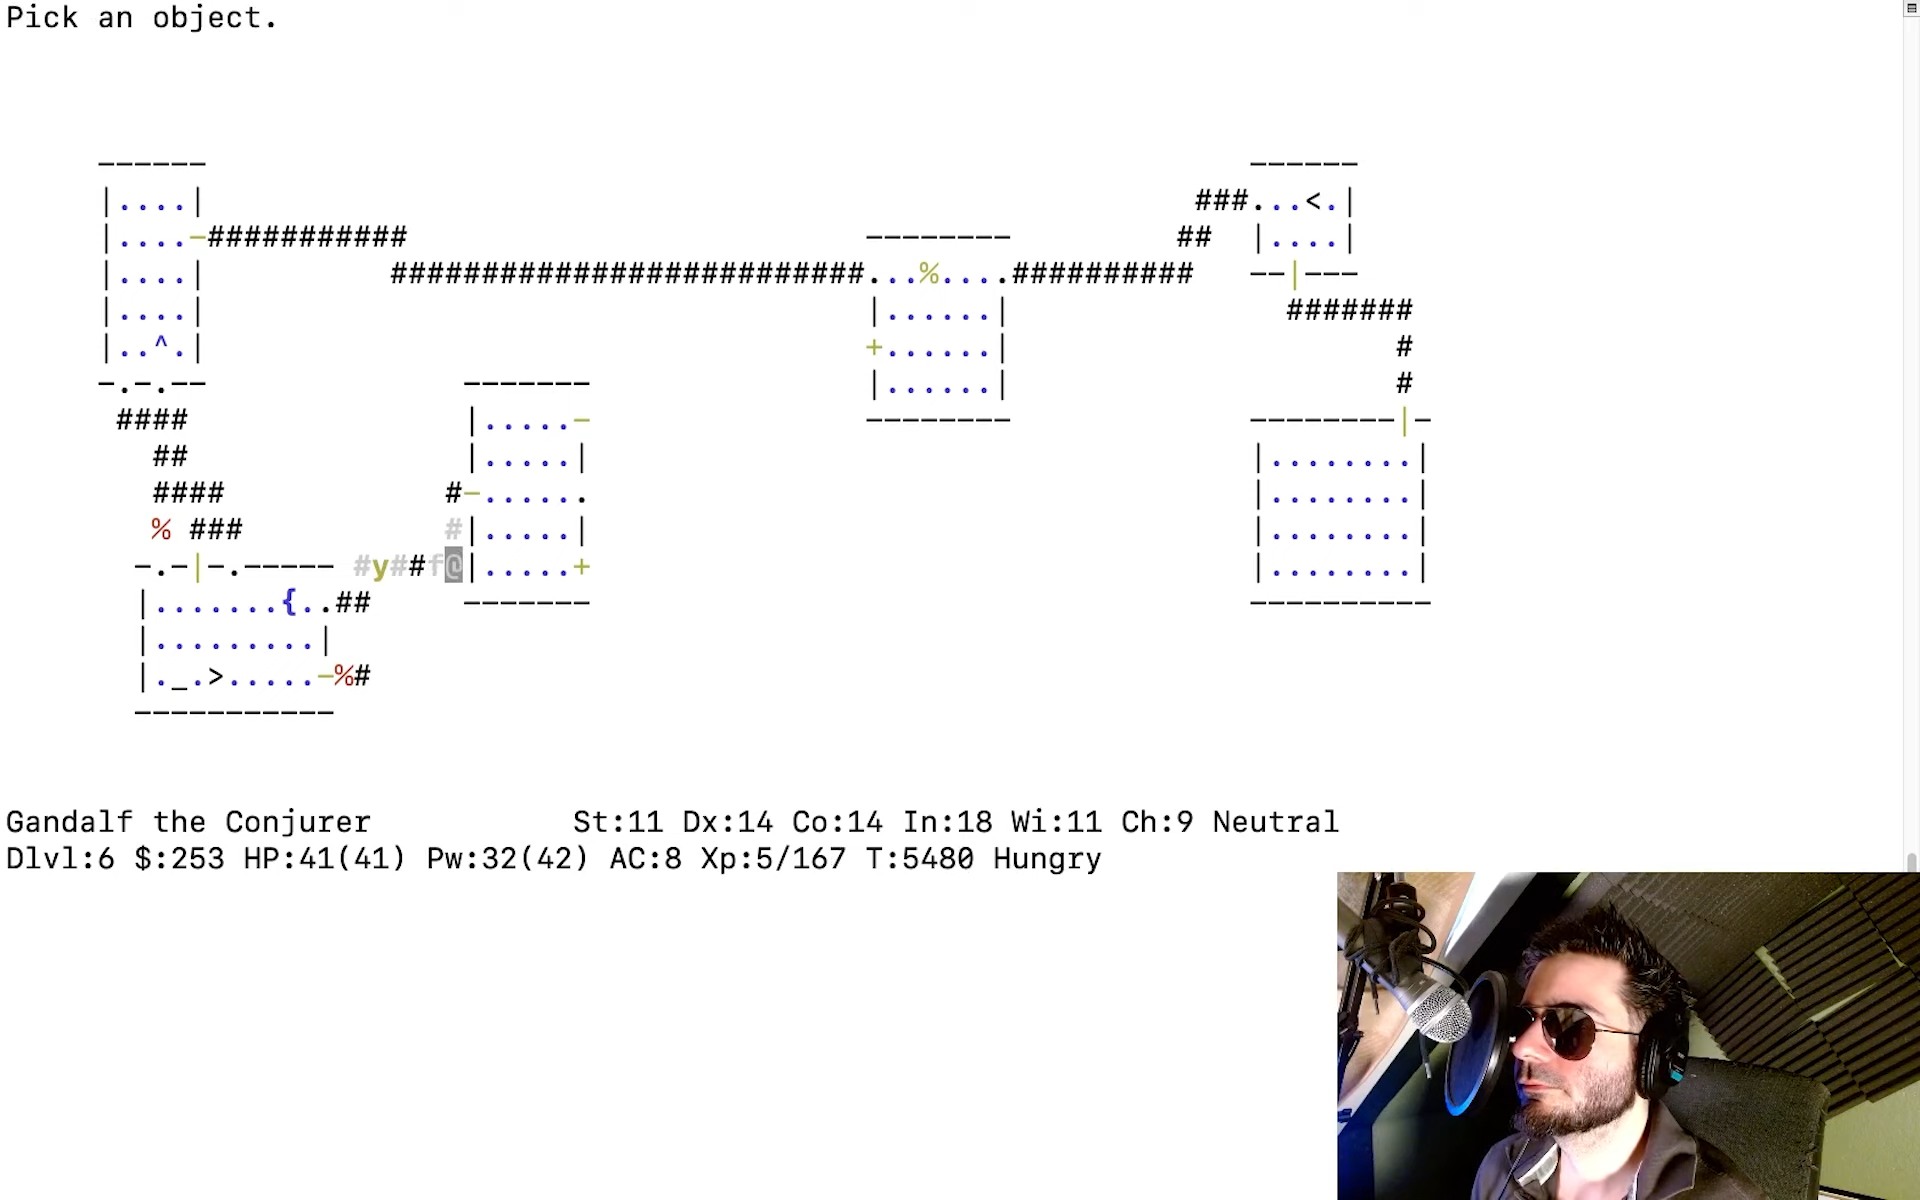 Pick an object.
------ ------
|....| ###...<.|
|....-########### -------- ## |....|
|....| ##########################...%....########## --|---
|....| |......| #######
|..^.| +......| #
-.-.-- ------- |......| #
#### |.....- -------- --------|-
## |.....| |........|
#### #-...... |........|
% ### #|.....| |........|
-.-|-.----- #y##f@|.....+ |........|
|.......{..## ------- ----------
|.........|
|._.>.....-%#
-----------
Gandalf the Conjurer St:11 Dx:14 Co:14 In:18 Wi:11 Ch:9 Neutral
Dlvl:6 $:253 HP:41(41) Pw:32(42) AC:8 Xp:5/167 T:5480 Hungry